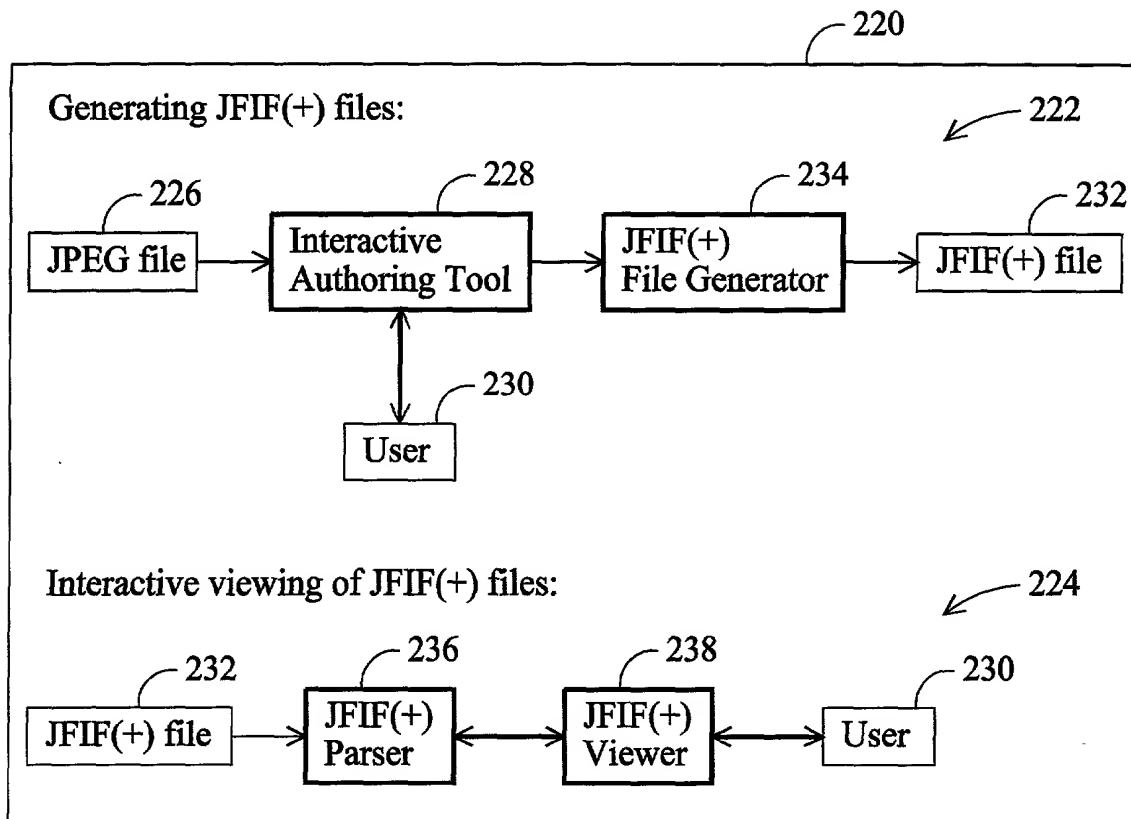 220
Generating JFIF(+) files:
222
226
228
234
232
JPEG file
Interactive
Authoring Tool
JFIF(+)
File Generator
JFIF(+) file
230
User
Interactive viewing of JFIF(+) files:
224
232
236
238
230
JFIF(+) file
JFIF(+)
Parser
JFIF(+)
Viewer
User